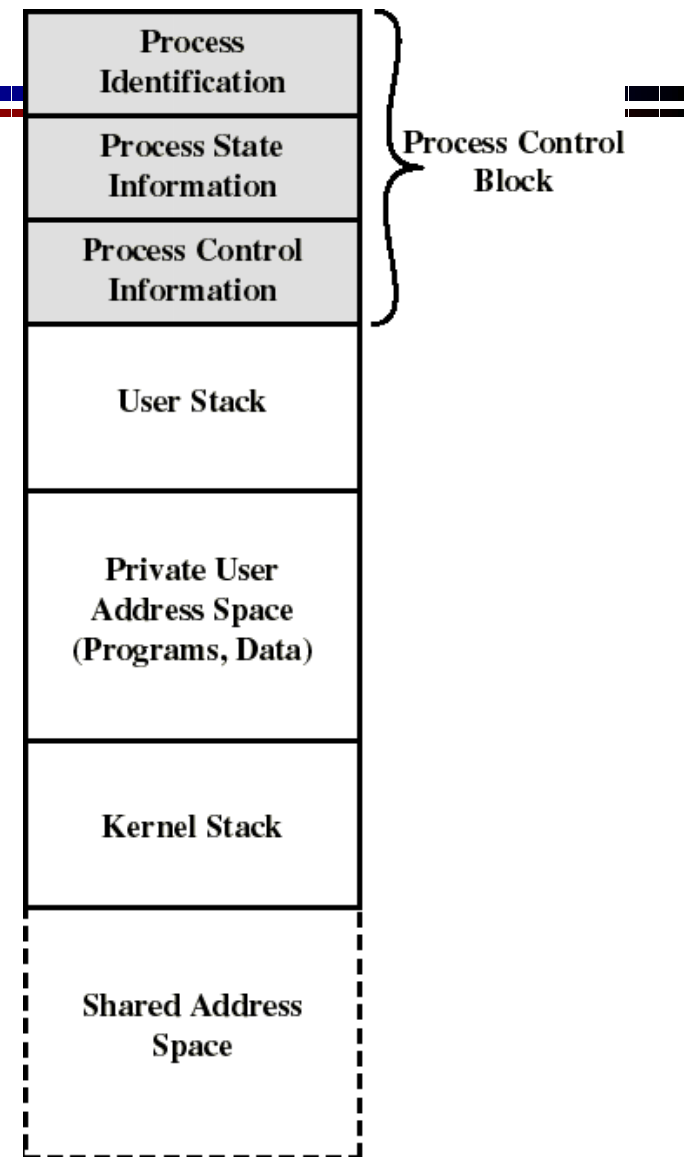 Process
Identification
Process State
Information
Process Control
Information
Process Control
Block
User Stack
Private User
Address Space
(Programs, Data)
Kernel Stack
Shared Address
Space